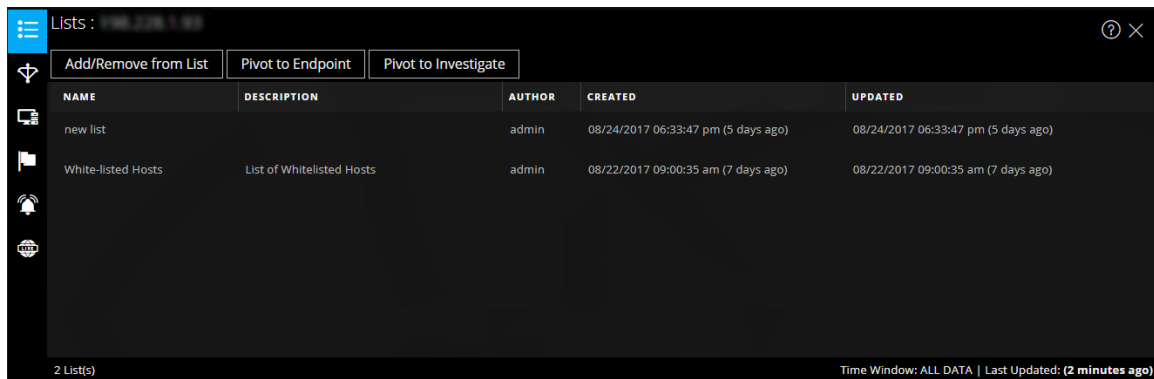 Lists :
Add/Remove from List Pivot to Endpoint Pivot to Investigate
NAME DESCRIPTION AUTHOR CREATED UPDATED
new list admin 08/24/2017 06:33:47 pm (5 days ago) 08/24/2017 06:33:47 pm (5 days ago)
White-listed Hosts List of Whitelisted Hosts admin 08/22/2017 09:00:35 am (7 days ago) 08/22/2017 09:00:35 am (7 days ago)
LIVE
2 List(s) Time Window: ALL DATA | Last Updated: (2 minutes ago)